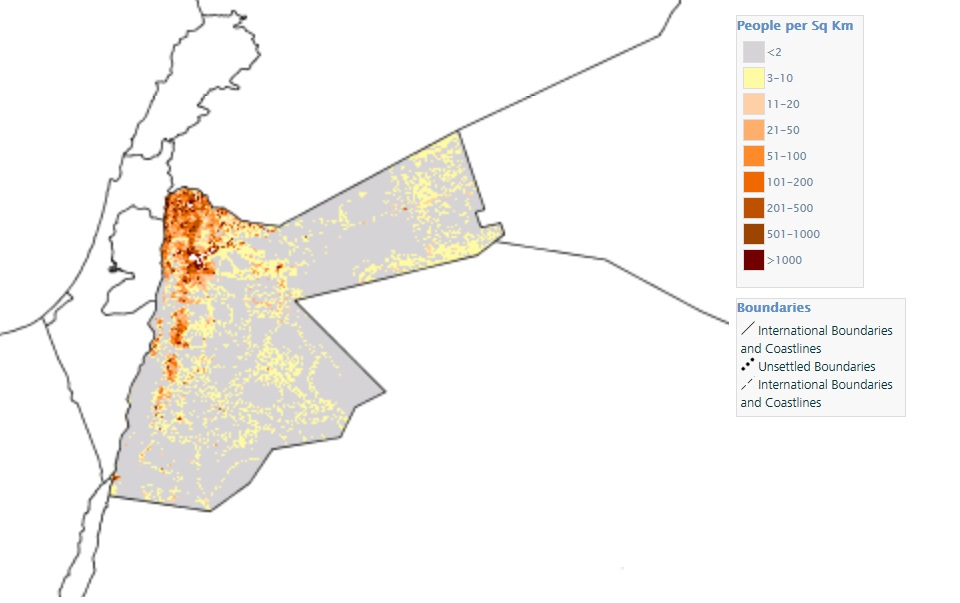 People per Sq Km
<2
3-10
11-20
21-50
51-100
101-200
201-500
501-1000
>1000
Boundaries
International Boundaries
and Coastlines
Unsettled Boundaries
International Boundaries
and Coastlines